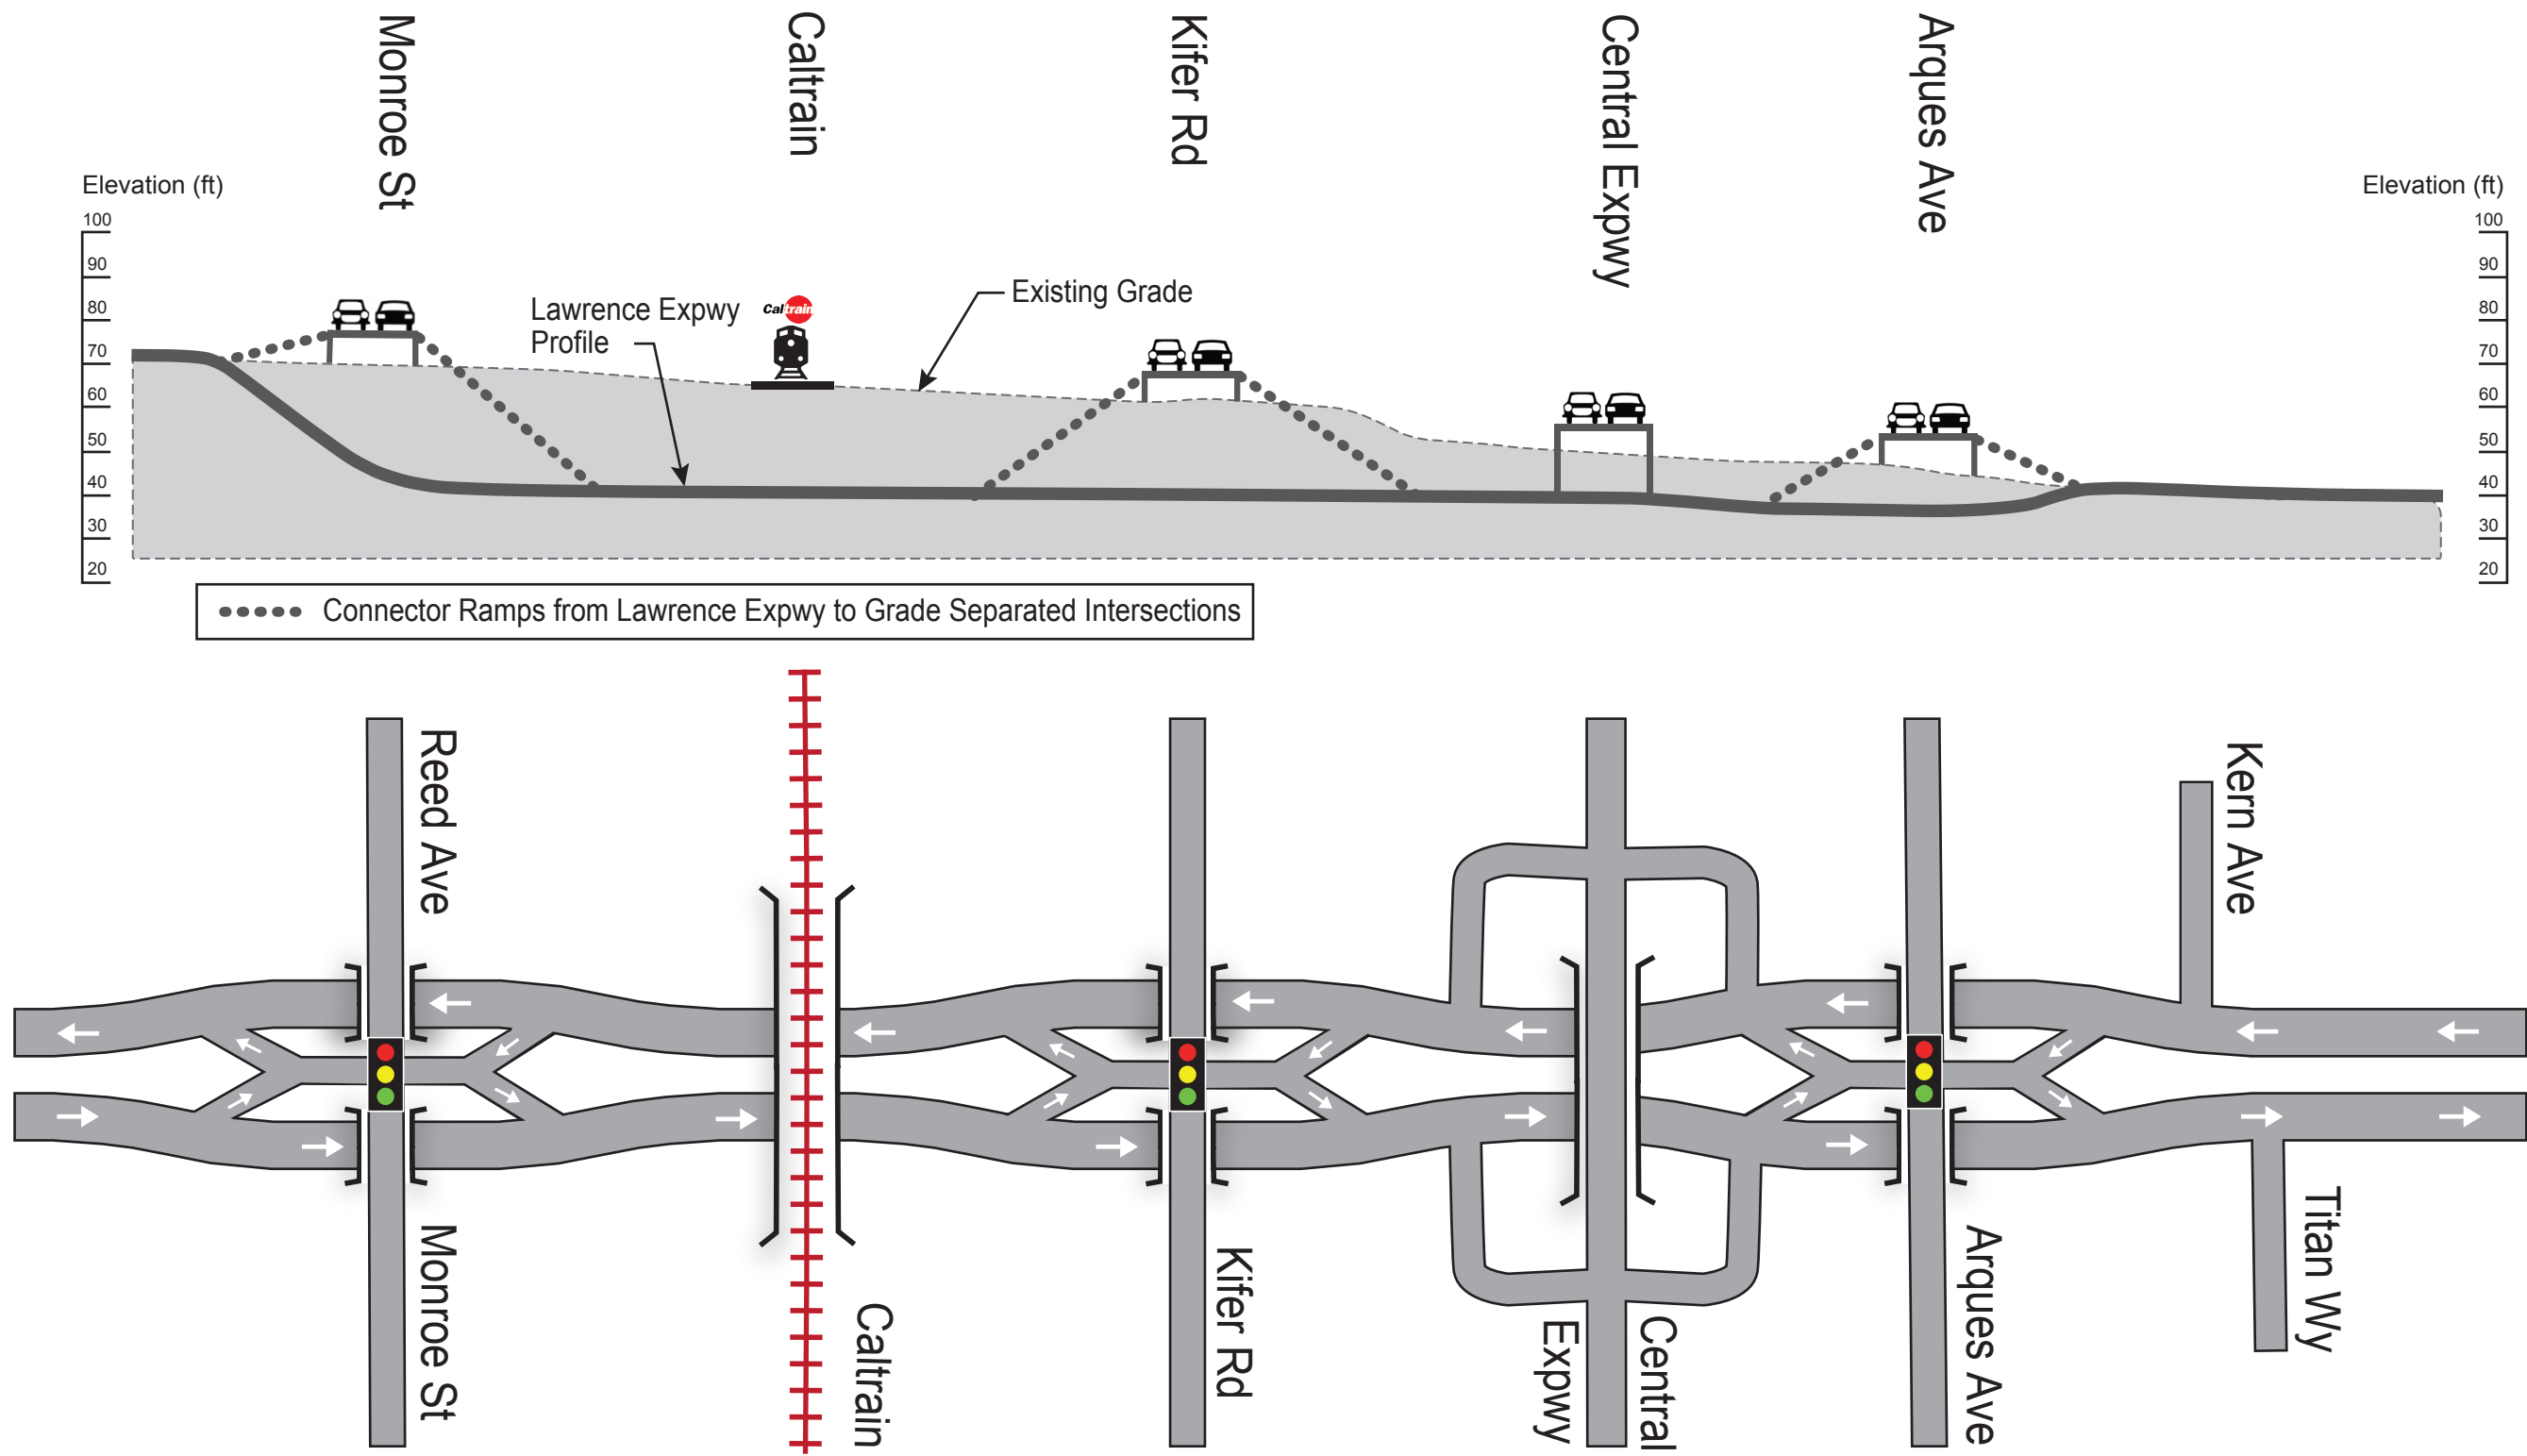 Monroe St
Caltrain
Kifer Rd
Central Expwy
Arques Ave
Elevation (ft)
Elevation (ft)
100
90
80
70
60
50
40
30
20
100
90
80
70
60
50
40
30
20
Lawrence Expwy
Profile
Caltrain
Existing Grade
Connector Ramps from Lawrence Expwy to Grade Separated Intersections
Reed Ave
Kern Ave
Monroe St
Caltrain
Kifer Rd
Central
Expwy
Arques Ave
Titan Wy